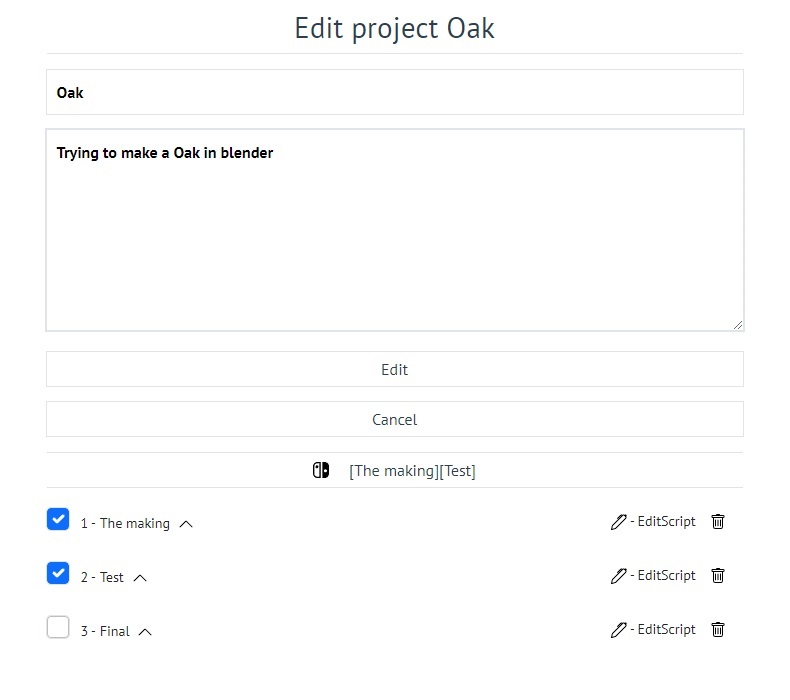 Edit project Oak
Oak
Trying to make a Oak in blender
Edit
Cancel
[The making][Test]
1 - The making - EditScript
2 - Test - EditScript
3 - Final - EditScript